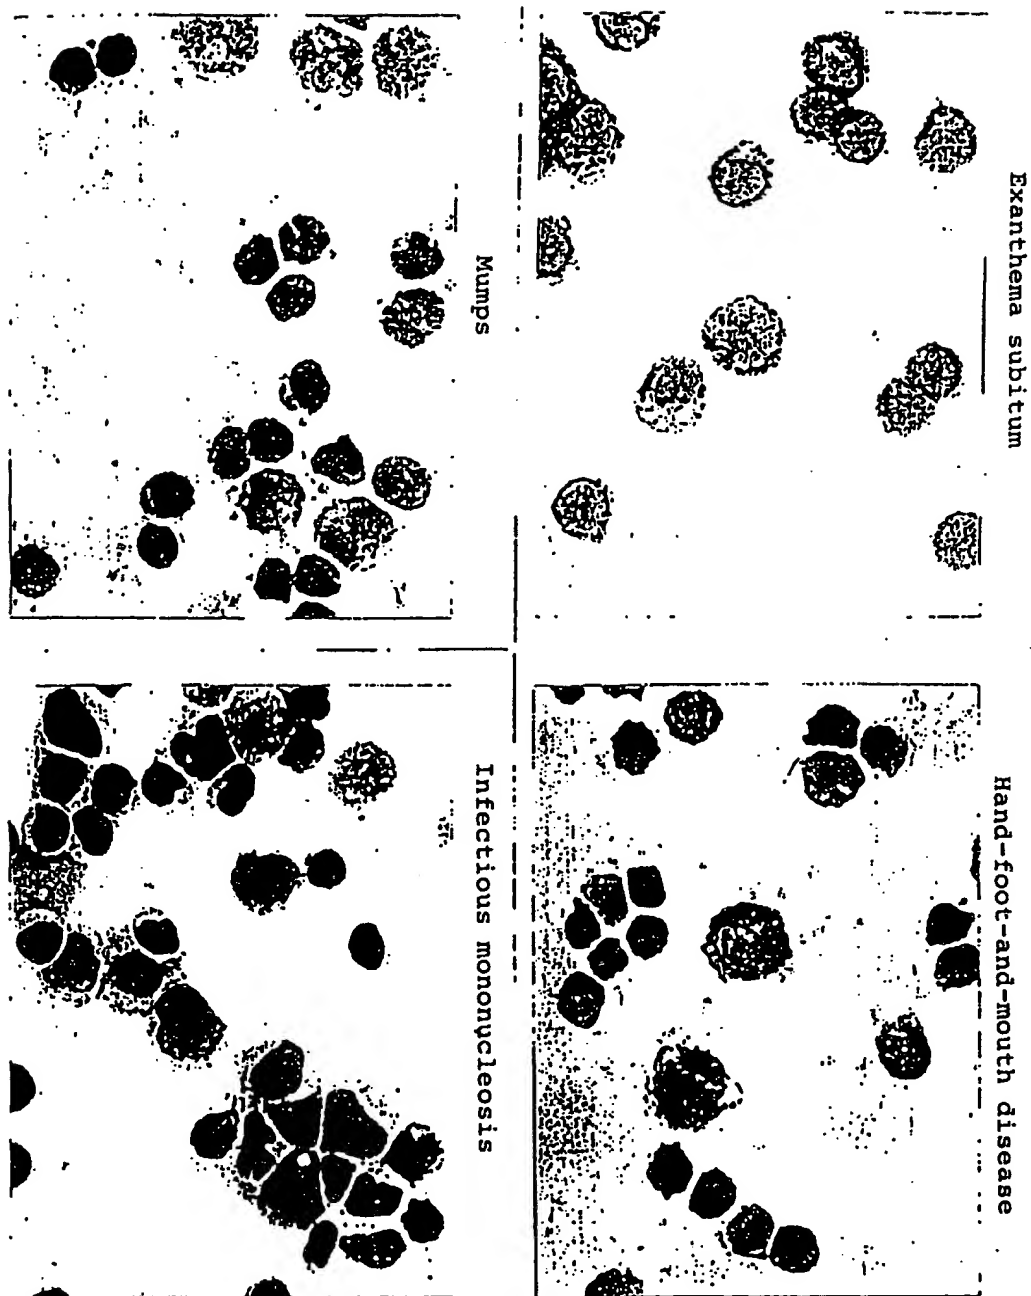 Exanthema subitum
Hand-foot-and-mouth disease
Mumps
Infectious mononucleosis